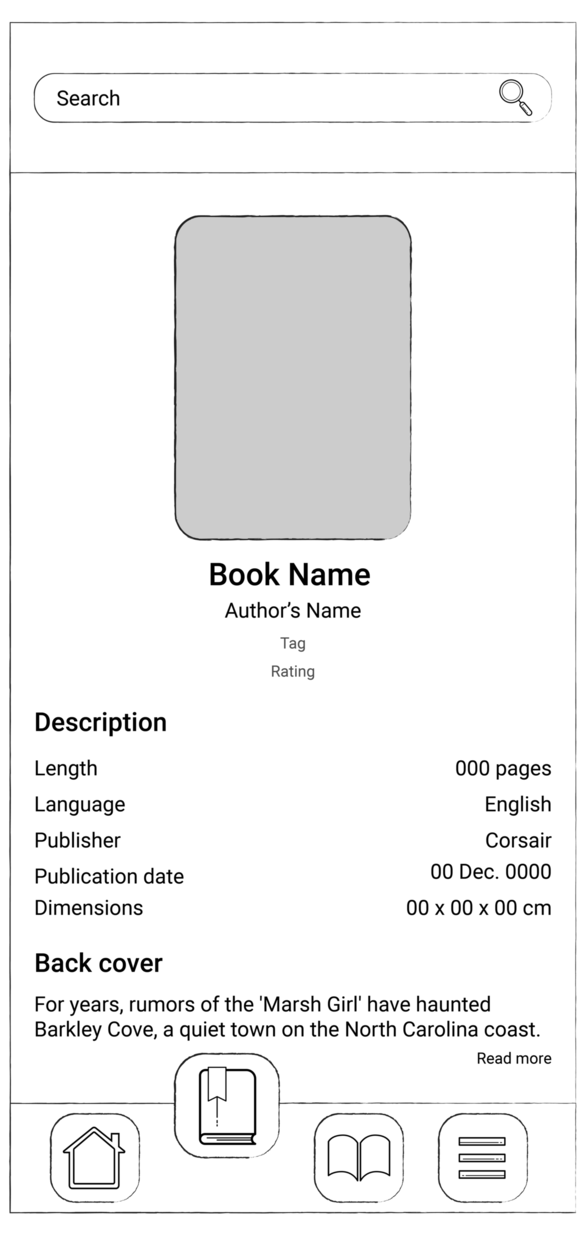 Search
Book Name
Author's Name
Tag
Rating
Description
Length 000 pages
Language English
Publisher Corsair
Publication date 00 Dec. 0000
Dimensions 00 x 00 x 00 cm
Back cover
For years, rumors of the 'Marsh Girl' have haunted
Barkley Cove, a quiet town on the North Carolina coast.
Read more